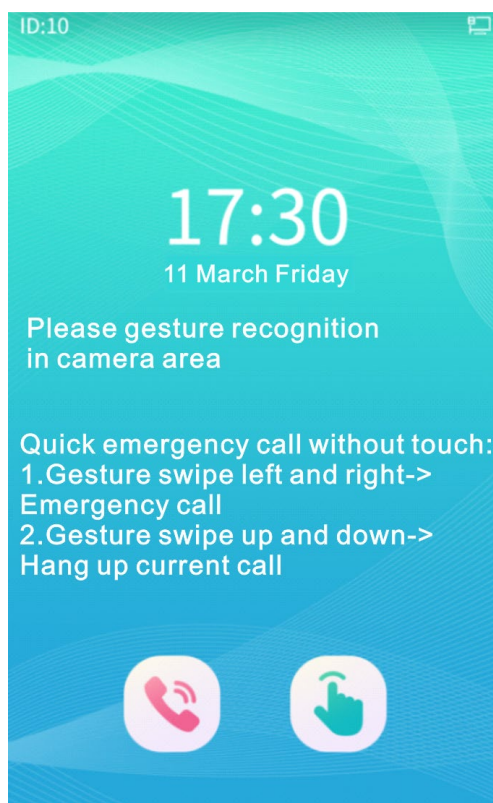 ID:10
17:30
11 March Friday
Please gesture recognition
in camera area
Quick emergency call without touch:
1.Gesture swipe left and right->
Emergency call
2.Gesture swipe up and down->
Hang up current call